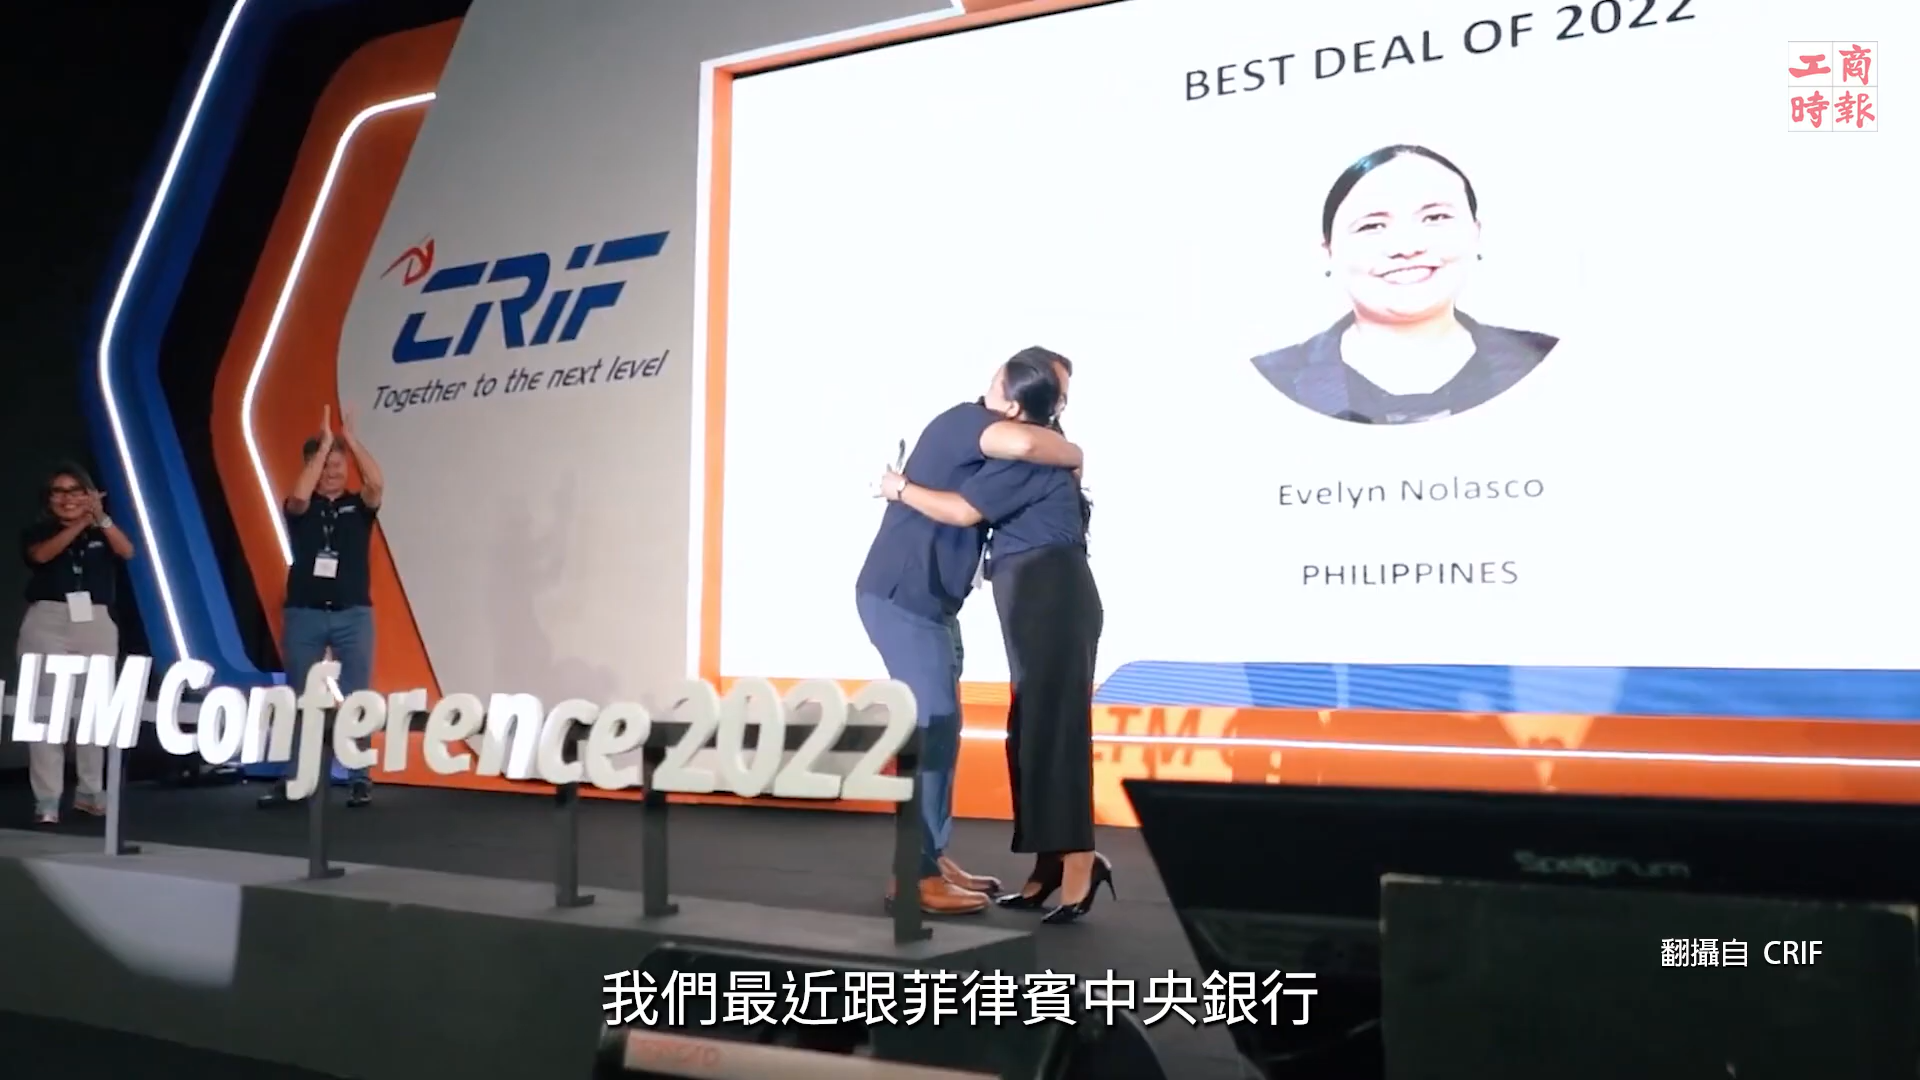 BEST DEAL OF 2022
工商
時報
CRIF
Together to the next level
Evelyn Nolasco
PHILIPPINES
LTM Conference 2022
Spectrum
翻攝自 CRIF
我們最近跟菲律賓中央銀行